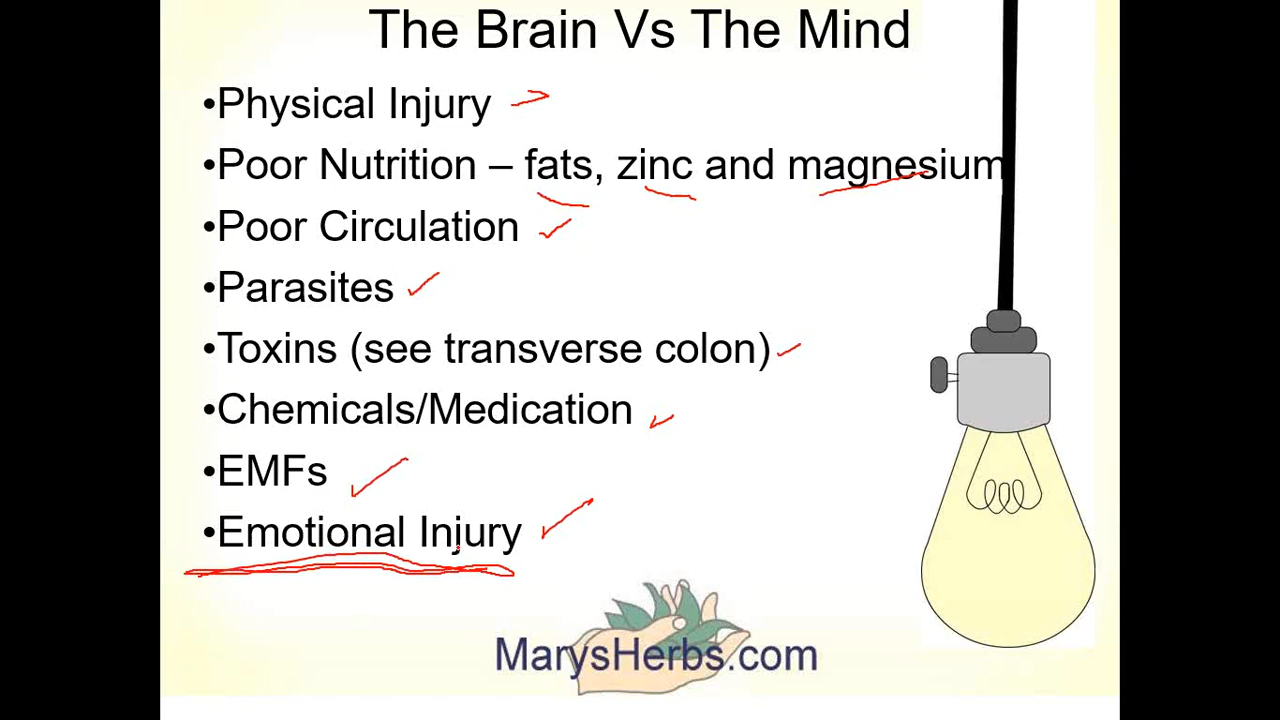 The Brain Vs The Mind
•Physical Injury
•Poor Nutrition – fats, zinc and magnesium
•Poor Circulation
•Parasites
•Toxins (see transverse colon)
•Chemicals/Medication
•EMFs
•Emotional Injury
MarysHerbs.com